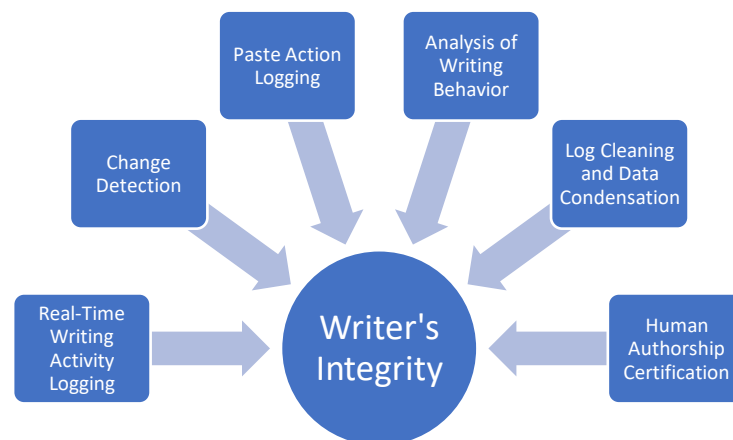 Paste Action
Logging
Analysis of
Writing
Behavior
Change
Detection
Log Cleaning
and Data
Condensation
Real-Time
Writing
Activity
Logging
Writer's
Integrity
Human
Authorship
Certification